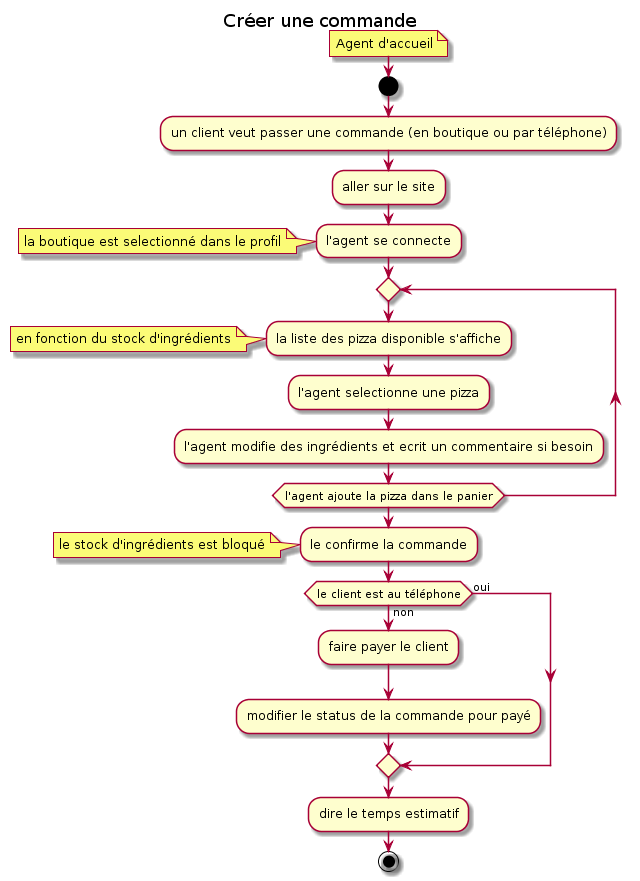 Créer une commande
Agent d'accueil
un client veut passer une commande (en boutique ou par téléphone)
aller sur le site
la boutique est selectionné dans le profil
l'agent se connecte
en fonction du stock d'ingrédients
la liste des pizza disponible s'affiche
l'agent selectionne une pizza
l'agent modifie des ingrédients et ecrit un commentaire si besoin
l'agent ajoute la pizza dans le panier
le stock d'ingrédients est bloqué
le confirme la commande
le client est au téléphone
oui
non
faire payer le client
modifier le status de la commande pour payé
dire le temps estimatif